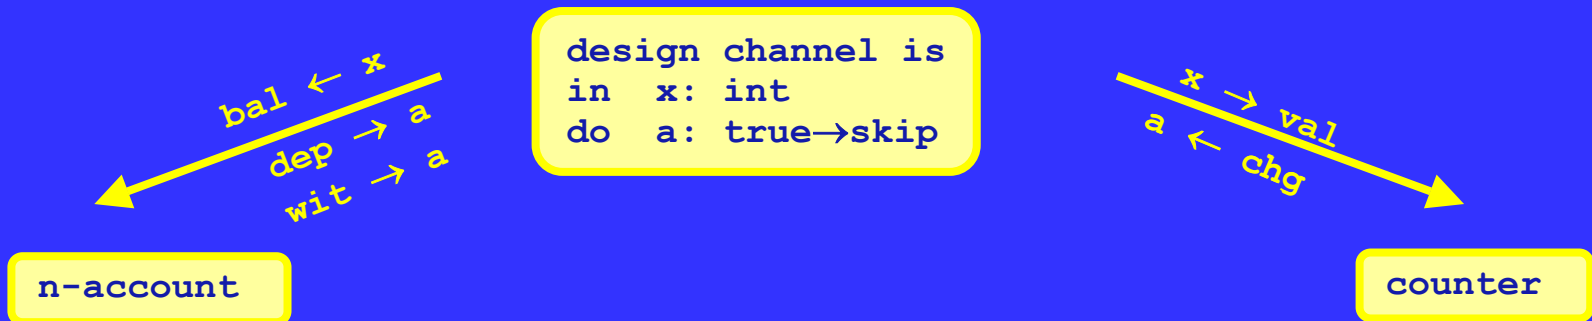 design channel is
in x: int
do a: true→skip
bal ← x
dep → a
wit → a
x → val
a ← chg
n-account
counter